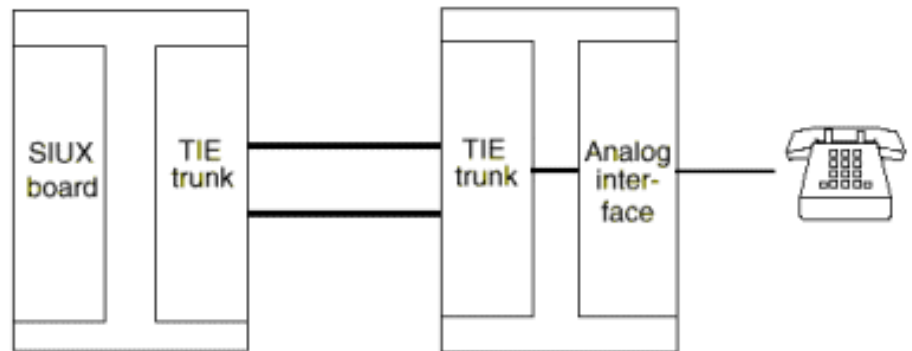 SIUX
board
TIE
trunk
TIE
trunk
Analog
inter-
face